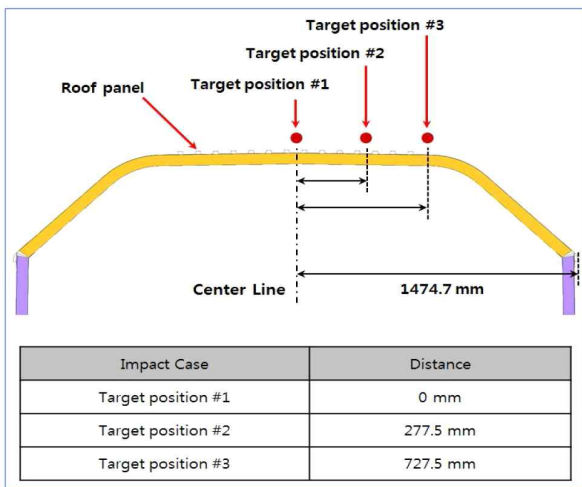 Target position #3
Target position #2
Target position #1
Roof panel
Center Line
1474.7 mm
Impact Case Distance
Target position #1 0 mm
Target position #2 277.5 mm
Target position #3 727.5 mm